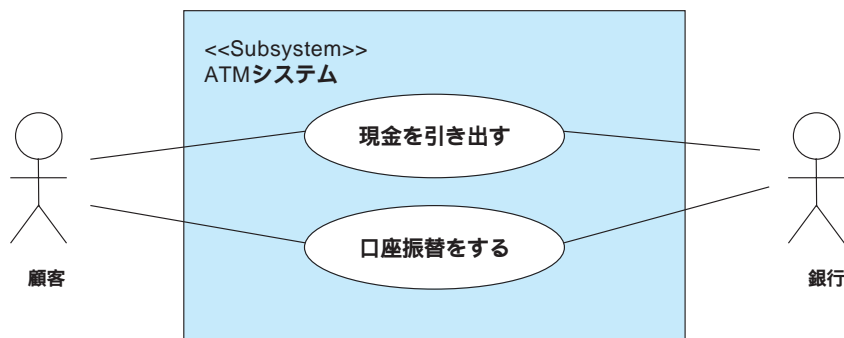 <<Subsystem>>
ATMシステム
現金を引き出す
口座振替をする
顧客
銀行